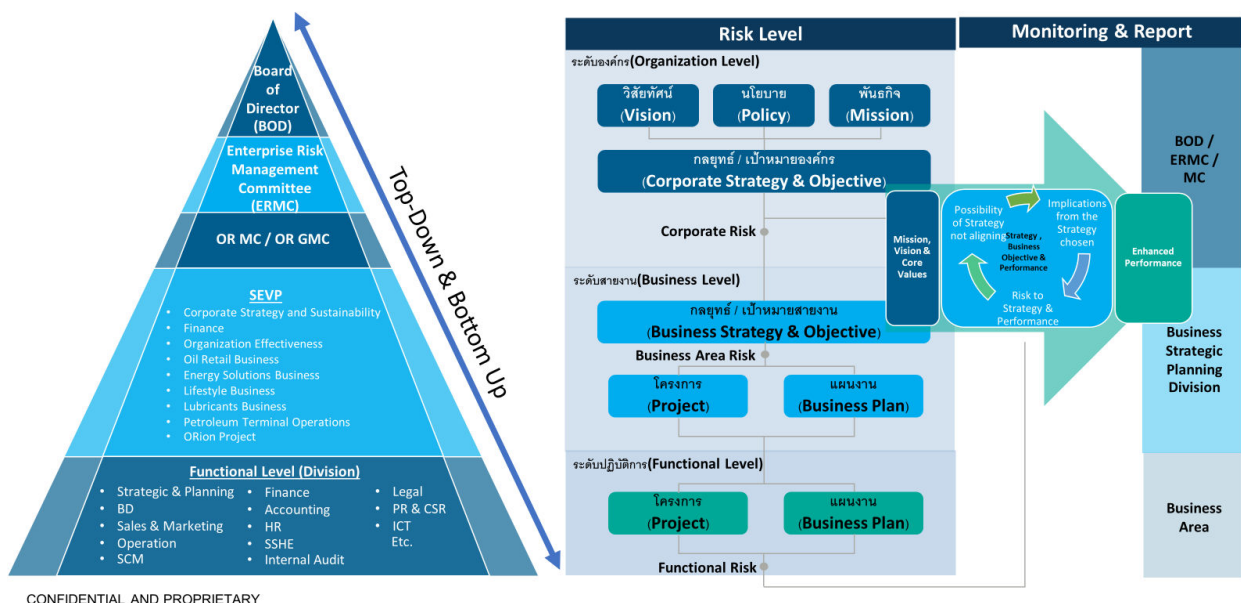 Board
of
Director
(BOD)
Enterprise Risk
Management
Committee
(ERMC)
OR MC / OR GMC
SEVP
• Corporate Strategy and Sustainability
• Finance
• Organization Effectiveness
• Oil Retail Business
• Energy Solutions Business
• Lifestyle Business
• Lubricants Business
• Petroleum Terminal Operations
• ORion Project
Functional Level (Division)
• Strategic & Planning
• BD
• Sales & Marketing
• Operation
• SCM
• Finance
• Accounting
• HR
• SSHE
• Internal Audit
• Legal
• PR & CSR
• ICT
Etc.
Top-Down & Bottom Up
Risk Level
ระดับองค์กร(Organization Level)
วิสัยทัศน์
(Vision)
นโยบาย
(Policy)
พันธกิจ
(Mission)
กลยุทธ์ / เป้าหมายองค์กร
(Corporate Strategy & Objective)
Corporate Risk
ระดับสายงาน(Business Level)
กลยุทธ์ / เป้าหมายสายงาน
(Business Strategy & Objective)
Business Area Risk
โครงการ
(Project)
แผนงาน
(Business Plan)
ระดับปฏิบัติการ(Functional Level)
โครงการ
(Project)
แผนงาน
(Business Plan)
Functional Risk
Monitoring & Report
Mission,
Vision &
Core
Values
Possibility
of Strategy
not aligning
Implications
from the
Strategy
chosen
Strategy ,
Business
Objective &
Performance
Risk to
Strategy &
Performance
Enhanced
Performance
BOD /
ERMC /
MC
Business
Strategic
Planning
Division
Business
Area
CONFIDENTIAL AND PROPRIETARY